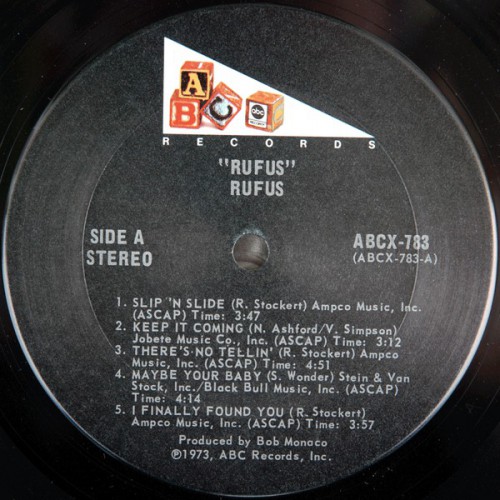 A
B C abc
RECORDS
"RUFUS"
RUFUS
SIDE A
STEREO
ABCX-783
(ABCX-783-A)
1. SLIP 'N SLIDE (R. Stockert) Ampco Music, Inc.
(ASCAP) Time: 3:47
2. KEEP IT COMING (N. Ashford/V. Simpson)
Jobete Music Co., Inc. (ASCAP) Time: 3:12
3. THERE'S NO TELLIN' (R. Stockert) Ampco
Music, Inc. (ASCAP) Time: 4:51
4. MAYBE YOUR BABY (S. Wonder) Stein & Van
Stock, Inc./Black Bull Music, Inc. (ASCAP)
Time: 4:14
5. I FINALLY FOUND YOU (R. Stockert)
Ampco Music, Inc. (ASCAP) Time: 3:57
Produced by Bob Monaco
℗1973, ABC Records, Inc.